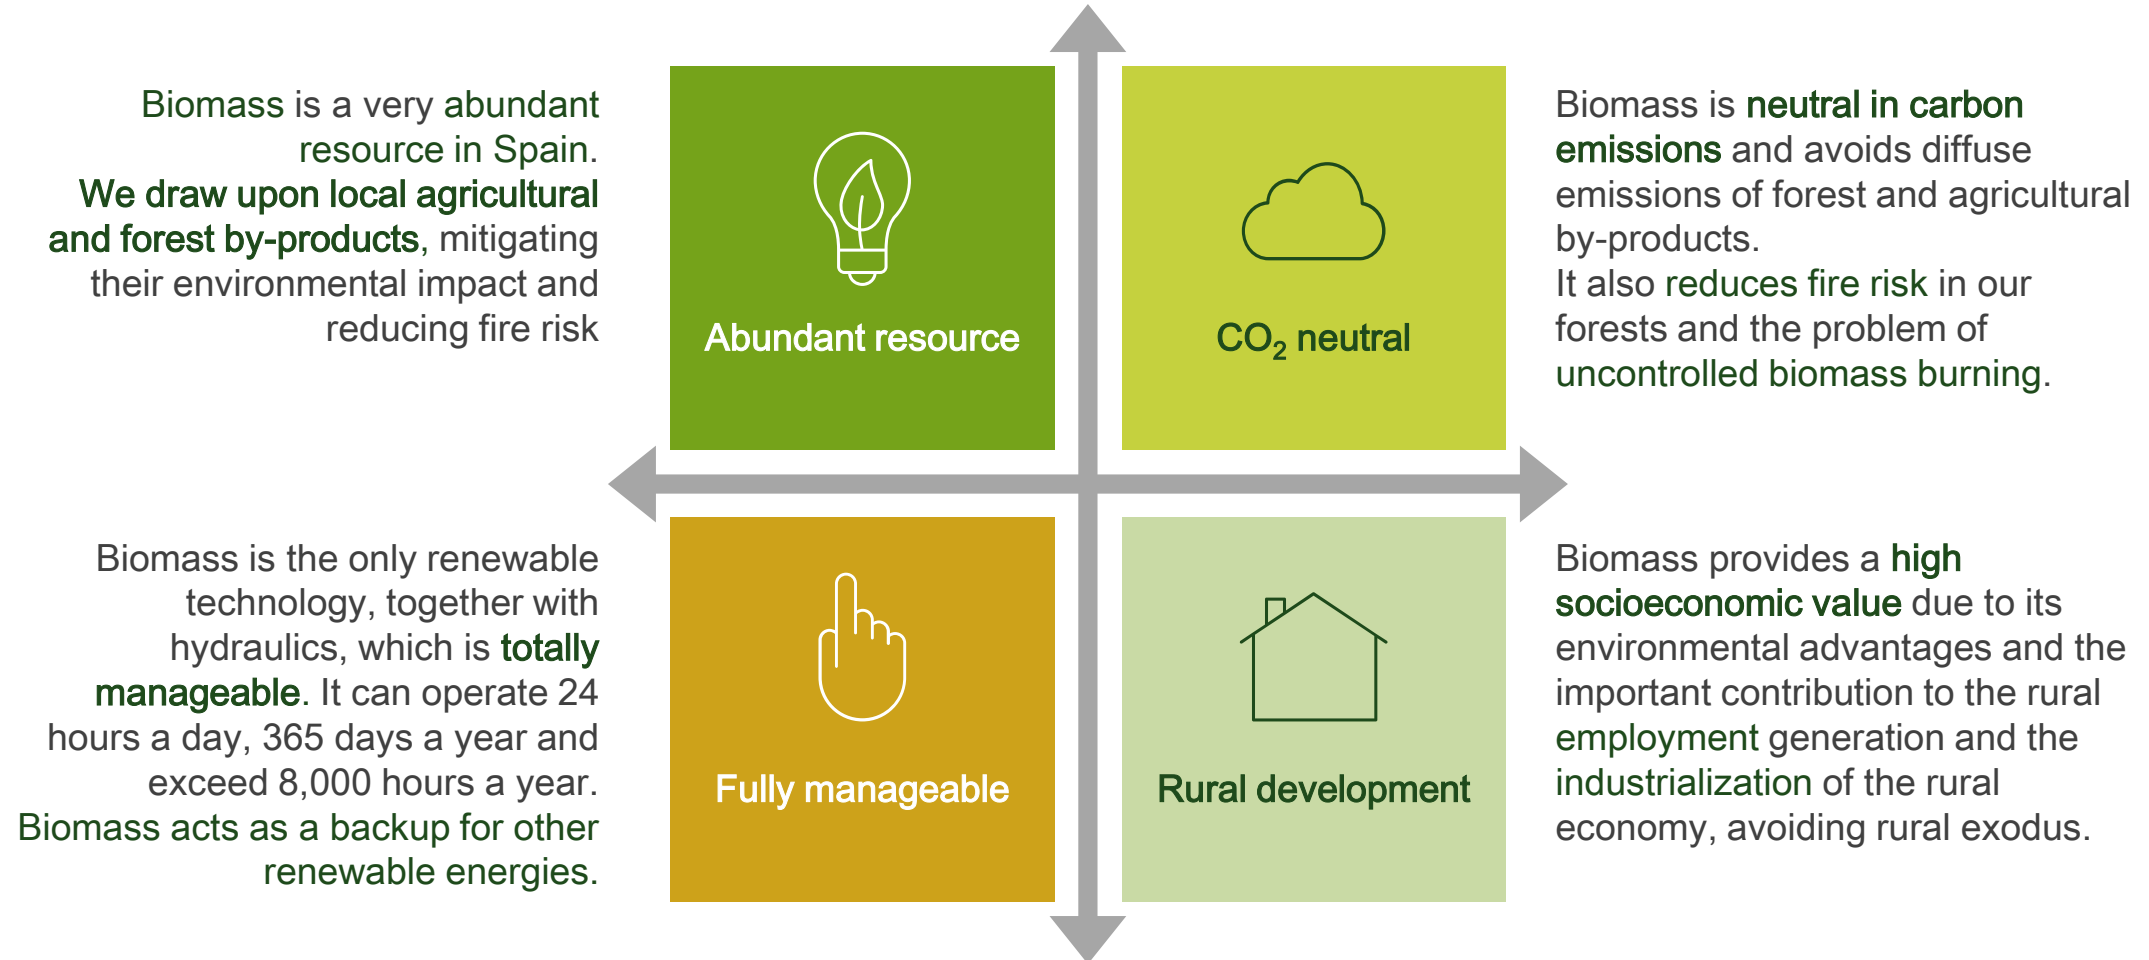 Biomass is a very abundant
resource in Spain.
We draw upon local agricultural
and forest by-products, mitigating
their environmental impact and
reducing fire risk
Abundant resource
CO₂ neutral
Biomass is neutral in carbon
emissions and avoids diffuse
emissions of forest and agricultural
by-products.
It also reduces fire risk in our
forests and the problem of
uncontrolled biomass burning.
Biomass is the only renewable
technology, together with
hydraulics, which is totally
manageable. It can operate 24
hours a day, 365 days a year and
exceed 8,000 hours a year.
Biomass acts as a backup for other
renewable energies.
Fully manageable
Rural development
Biomass provides a high
socioeconomic value due to its
environmental advantages and the
important contribution to the rural
employment generation and the
industrialization of the rural
economy, avoiding rural exodus.